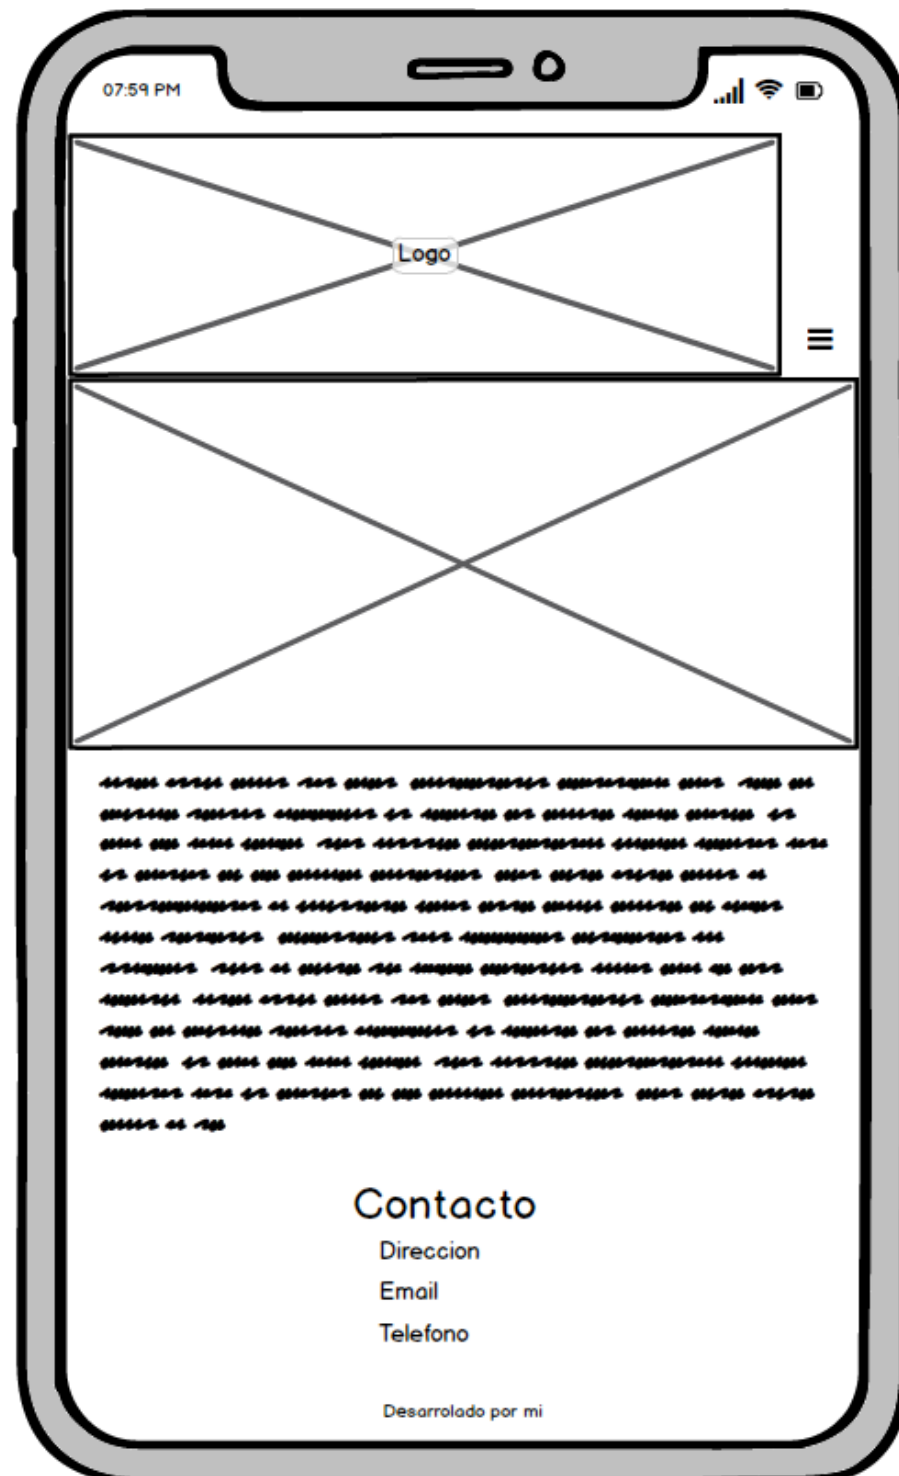 07:59 PM
Logo
Contacto
Direccion
Email
Telefono
Desarrolado por mi